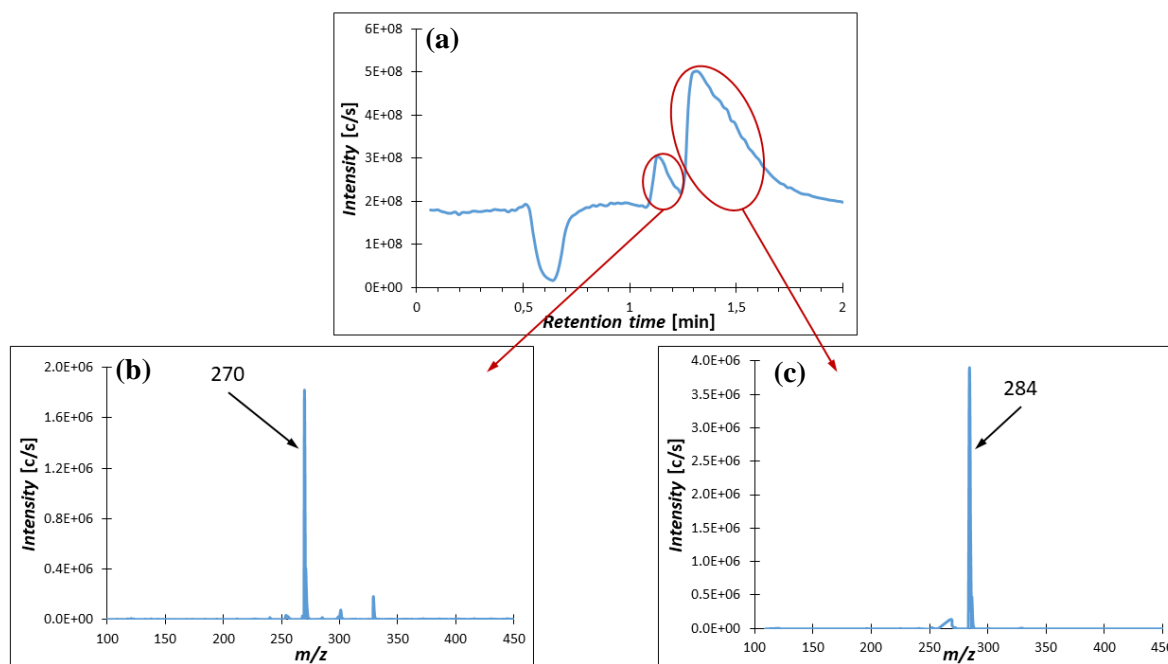 (a)
Intensity [c/s]
6E+08
5E+08
4E+08
3E+08
2E+08
1E+08
0E+00
0 0,5 1 1,5 2
Retention time [min]
(b)
270
Intensity [c/s]
2.0E+06
1.6E+06
1.2E+06
0.8E+06
0.4E+06
0.0E+00
100 150 200 250 300 350 400 450
m/z
(c)
284
Intensity [c/s]
4.0E+06
3.5E+06
3.0E+06
2.5E+06
2.0E+06
1.5E+06
1.0E+06
0.5E+06
0.0E+00
100 150 200 250 300 350 400 450
m/z